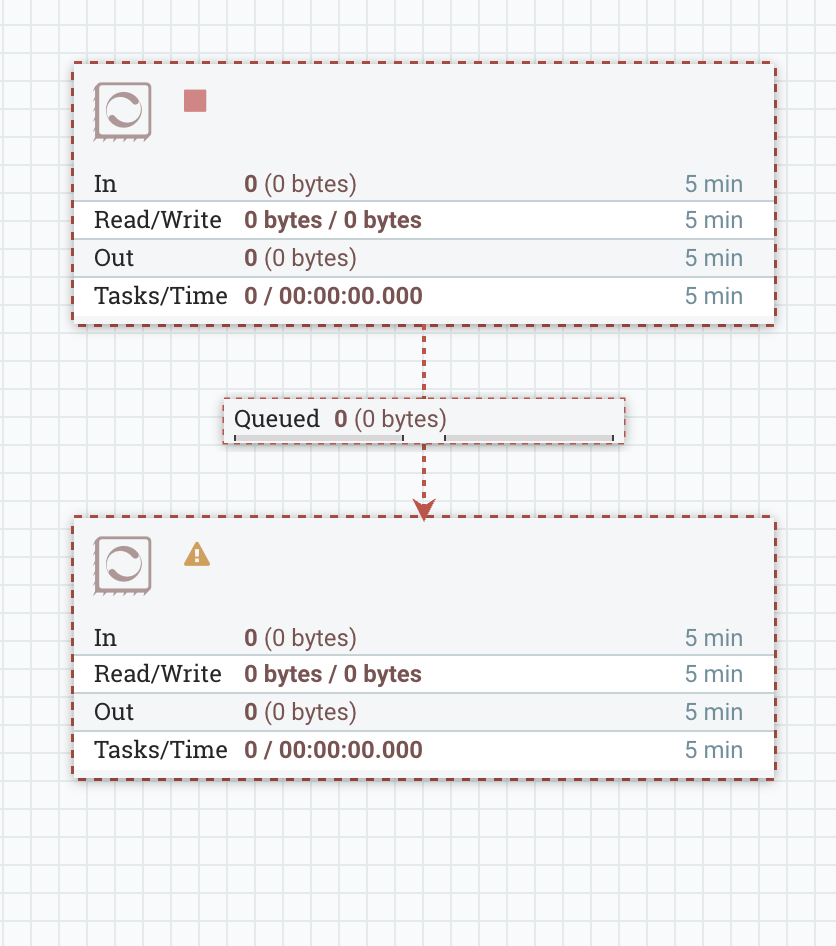 In 0 (0 bytes) 5 min
Read/Write 0 bytes / 0 bytes 5 min
Out 0 (0 bytes) 5 min
Tasks/Time 0 / 00:00:00.000 5 min
Queued 0 (0 bytes)
In 0 (0 bytes) 5 min
Read/Write 0 bytes / 0 bytes 5 min
Out 0 (0 bytes) 5 min
Tasks/Time 0 / 00:00:00.000 5 min